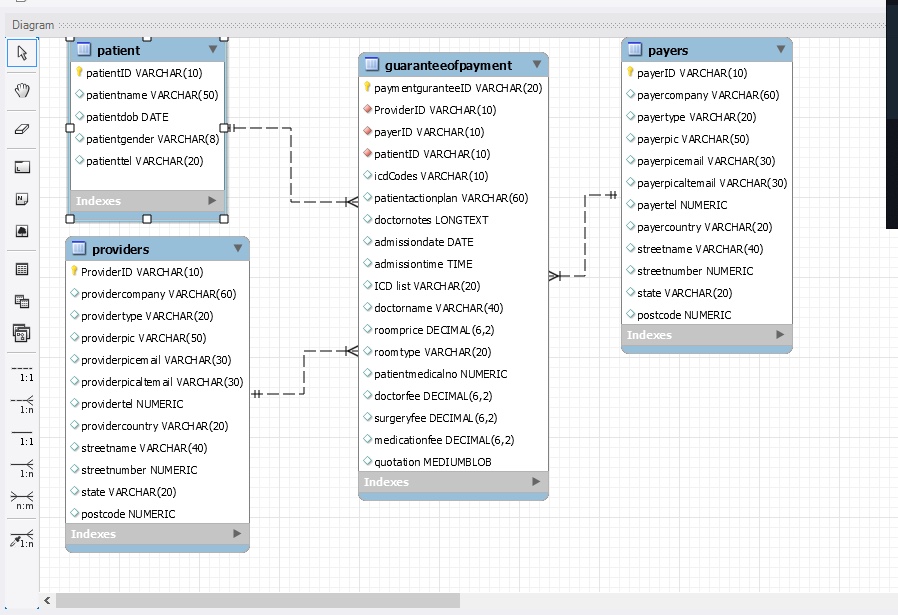 Diagram
patient
patientID VARCHAR(10)
patientname VARCHAR(50)
patientdob DATE
patientgender VARCHAR(8)
patienttel VARCHAR(20)
Indexes
providers
ProviderID VARCHAR(10)
providercompany VARCHAR(60)
providertype VARCHAR(20)
providerpic VARCHAR(50)
providerpicemail VARCHAR(30)
providerpicaltemail VARCHAR(30)
providertel NUMERIC
providercountry VARCHAR(20)
streetname VARCHAR(40)
streetnumber NUMERIC
state VARCHAR(20)
postcode NUMERIC
Indexes
guaranteeofpayment
paymentguranteeID VARCHAR(20)
ProviderID VARCHAR(10)
payerID VARCHAR(10)
patientID VARCHAR(10)
icdCodes VARCHAR(10)
patientactionplan VARCHAR(60)
doctornotes LONGTEXT
admissiondate DATE
admissiontime TIME
ICD list VARCHAR(20)
doctorname VARCHAR(40)
roomprice DECIMAL(6,2)
roomtype VARCHAR(20)
patientmedicalno NUMERIC
doctorfee DECIMAL(6,2)
surgeryfee DECIMAL(6,2)
medicationfee DECIMAL(6,2)
quotation MEDIUMBLOB
Indexes
payers
payerID VARCHAR(10)
payercompany VARCHAR(60)
payertype VARCHAR(20)
payerpic VARCHAR(50)
payerpicemail VARCHAR(30)
payerpicaltemail VARCHAR(30)
payertel NUMERIC
payercountry VARCHAR(20)
streetname VARCHAR(40)
streetnumber NUMERIC
state VARCHAR(20)
postcode NUMERIC
Indexes
1:1
1:n
1:1
1:n
n:m
1:n